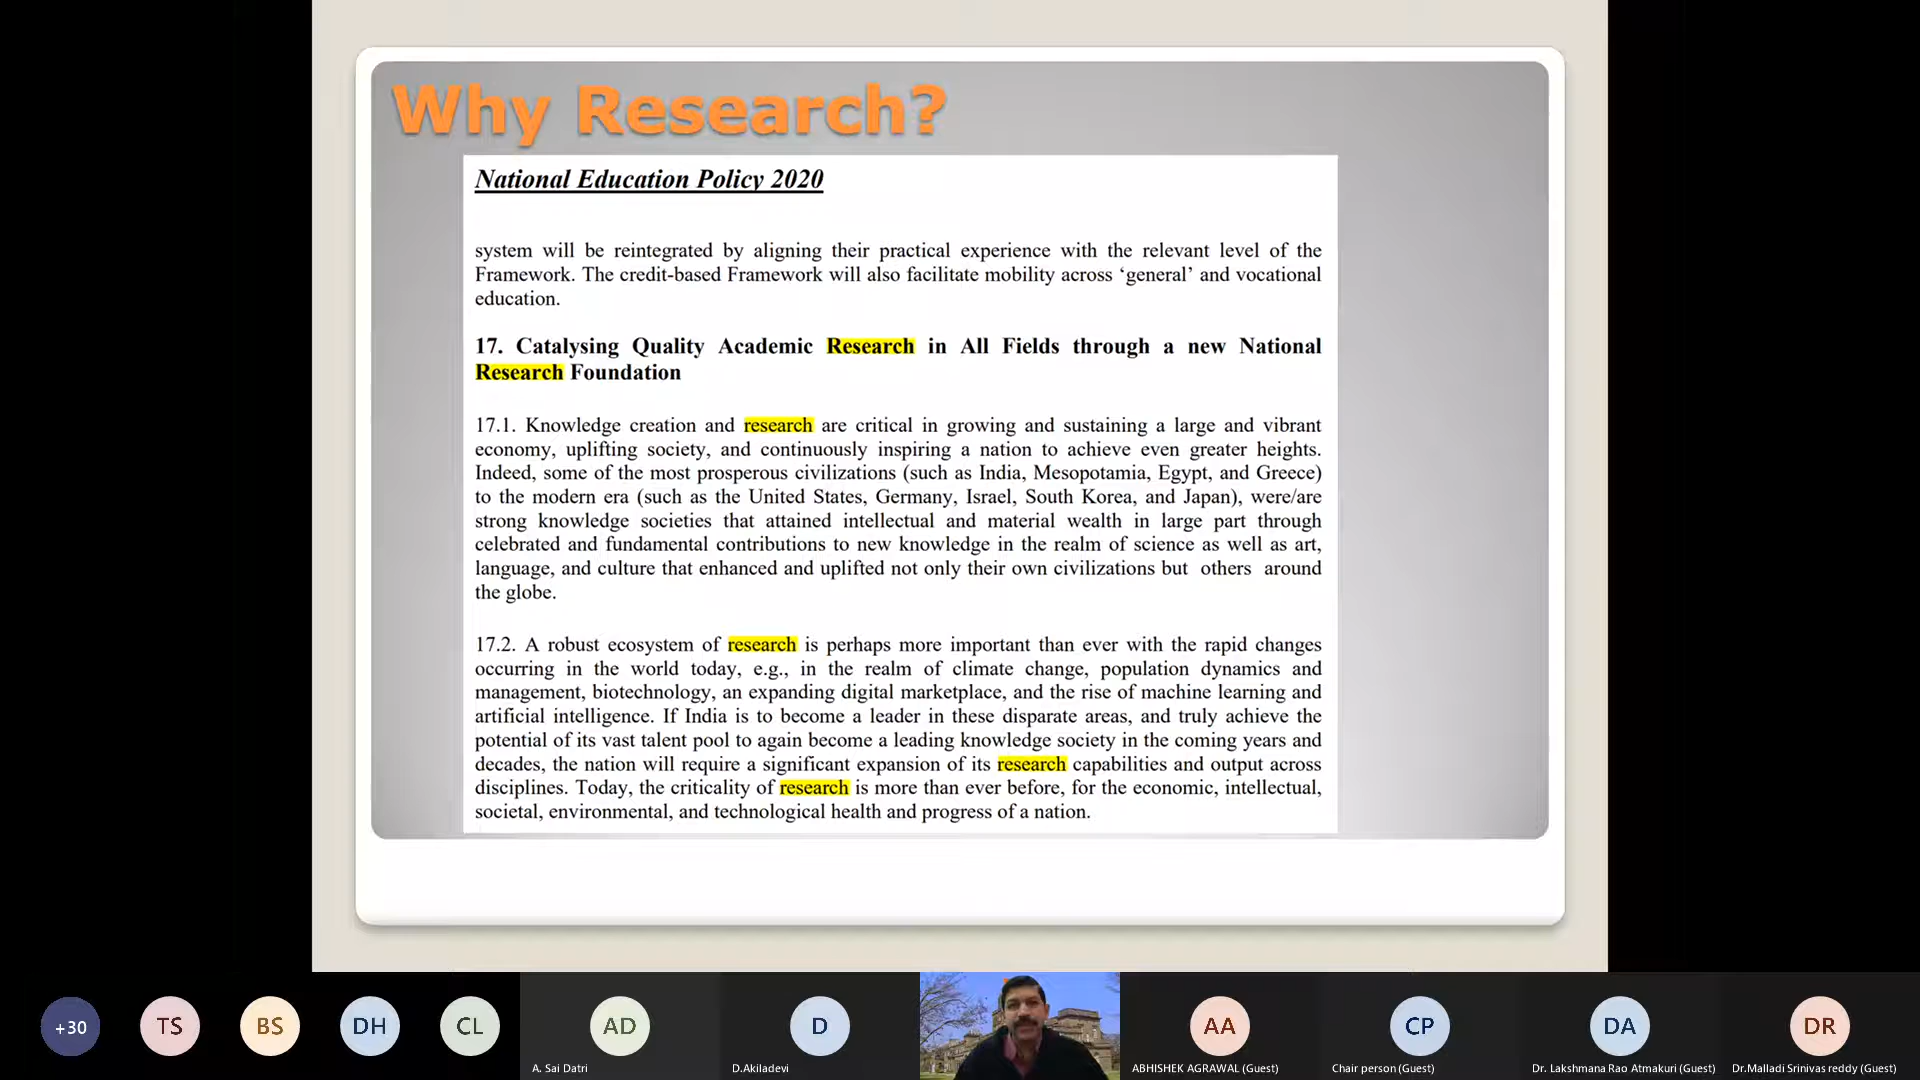 Why Research?
National Education Policy 2020
system will be reintegrated by aligning their practical experience with the relevant level of the
Framework. The credit-based Framework will also facilitate mobility across ‘general’ and vocational
education.
17. Catalysing Quality Academic Research in All Fields through a new National
Research Foundation
17.1. Knowledge creation and research are critical in growing and sustaining a large and vibrant
economy, uplifting society, and continuously inspiring a nation to achieve even greater heights.
Indeed, some of the most prosperous civilizations (such as India, Mesopotamia, Egypt, and Greece)
to the modern era (such as the United States, Germany, Israel, South Korea, and Japan), were/are
strong knowledge societies that attained intellectual and material wealth in large part through
celebrated and fundamental contributions to new knowledge in the realm of science as well as art,
language, and culture that enhanced and uplifted not only their own civilizations but others around
the globe.
17.2. A robust ecosystem of research is perhaps more important than ever with the rapid changes
occurring in the world today, e.g., in the realm of climate change, population dynamics and
management, biotechnology, an expanding digital marketplace, and the rise of machine learning and
artificial intelligence. If India is to become a leader in these disparate areas, and truly achieve the
potential of its vast talent pool to again become a leading knowledge society in the coming years and
decades, the nation will require a significant expansion of its research capabilities and output across
disciplines. Today, the criticality of research is more than ever before, for the economic, intellectual,
societal, environmental, and technological health and progress of a nation.
+30 TS BS DH CL AD D AA CP DA DR
A. Sai Datri D.Akiladevi ABHISHEK AGRAWAL (Guest) Chair person (Guest) Dr. Lakshmana Rao Atmakuri (Guest) Dr.Malladi Srinivas reddy (Guest)